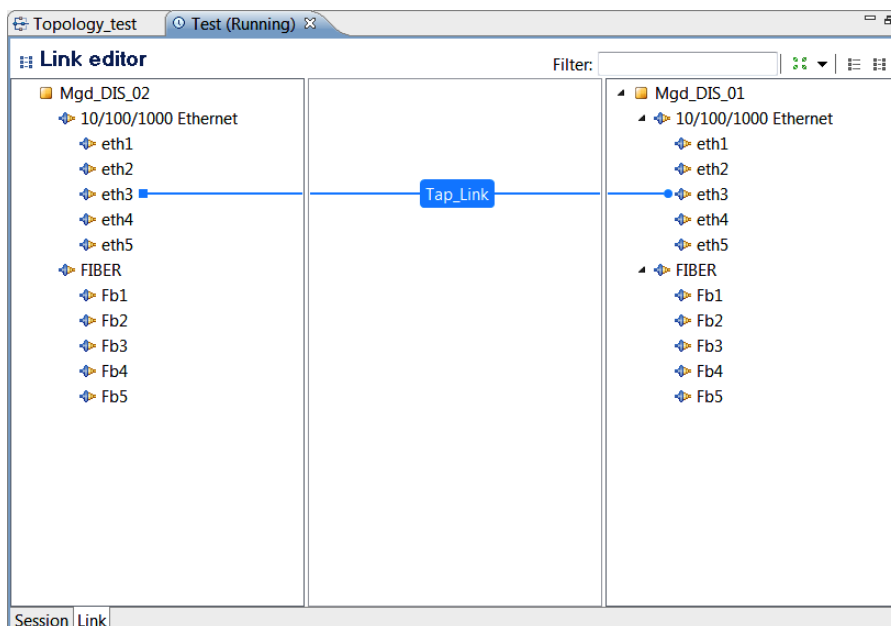 Topology_test Test (Running)
Link editor
Filter:
Mgd_DIS_02
10/100/1000 Ethernet
eth1
eth2
eth3
eth4
eth5
FIBER
Fb1
Fb2
Fb3
Fb4
Fb5
Tap_Link
Mgd_DIS_01
10/100/1000 Ethernet
eth1
eth2
eth3
eth4
eth5
FIBER
Fb1
Fb2
Fb3
Fb4
Fb5
Session Link